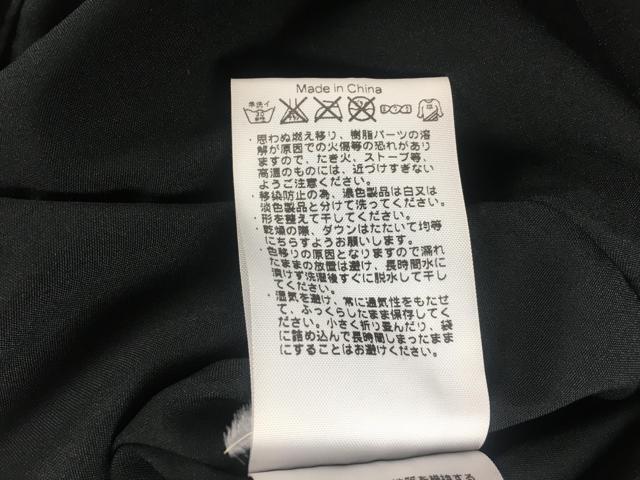 Made in China
手洗イ
30
中性
・思わぬ燃え移り、樹脂パーツの溶
解が原因での火傷等の恐れがあり
ますので、たき火、ストーブ等、
高温のものには、近づけすぎない
ようご注意ください。
・移染防止の為、濃色製品は白又は
淡色製品と分けて洗ってください。
・形を整えて干してください。
・乾燥の際、ダウンはたたいて均等
にちらすようお願いします。
・色移りの原因となりますので濡れ
たままの放置は避け、長時間水に
漬けず洗濯後すぐに脱水して干し
てください。
・湿気を避け、常に通気性をもたせ
て、ふっくらしたまま保存してく
ださい。小さく折り畳んだり、袋
に詰め込んで長時間しまったまま
にすることはお避けください。